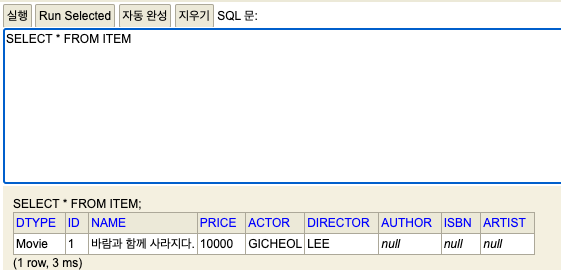 실행 Run Selected 자동 완성 지우기 SQL 문:
SELECT * FROM ITEM
SELECT * FROM ITEM;
DTYPE ID NAME PRICE ACTOR DIRECTOR AUTHOR ISBN ARTIST
Movie 1 바람과 함께 사라지다. 10000 GICHEOL LEE null null null
(1 row, 3 ms)